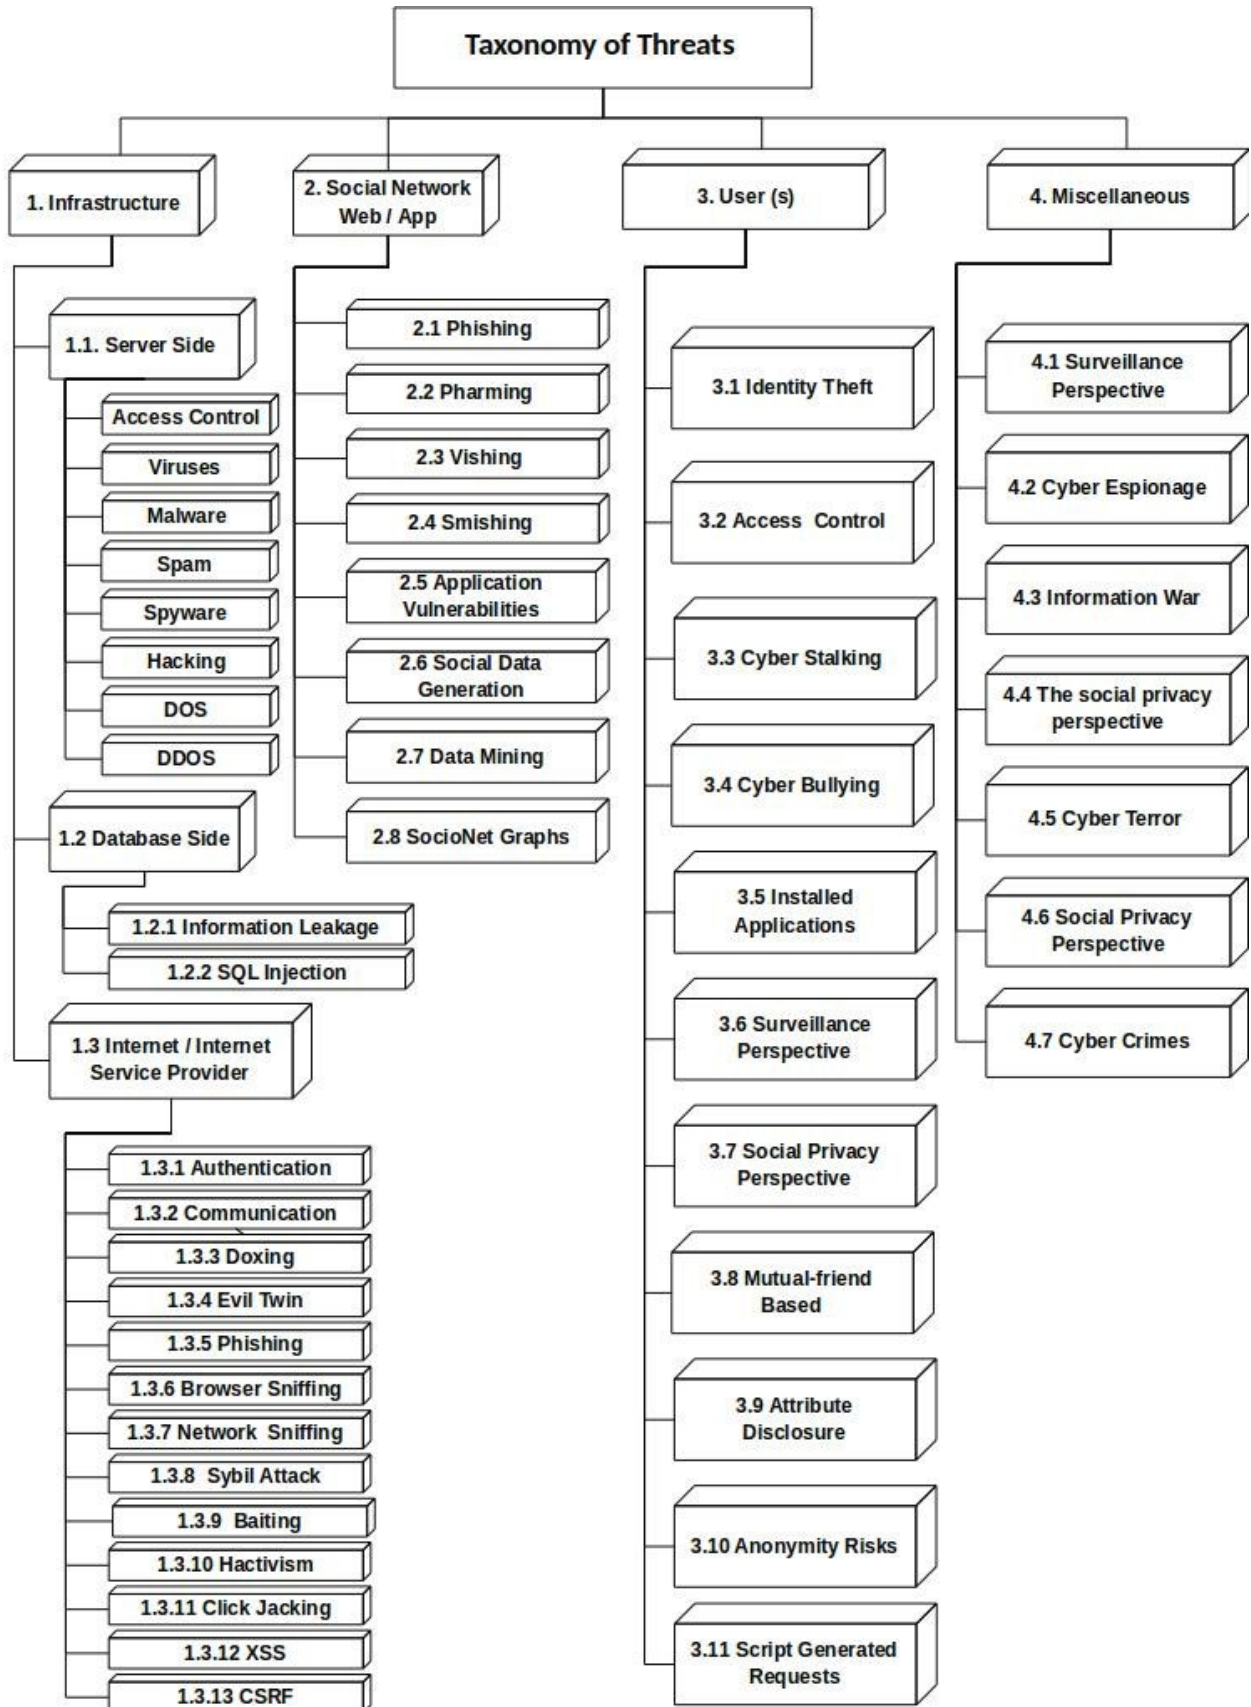 Taxonomy of Threats
1. Infrastructure
1.1. Server Side
Access Control
Viruses
Malware
Spam
Spyware
Hacking
DOS
DDOS
1.2 Database Side
1.2.1 Information Leakage
1.2.2 SQL Injection
1.3 Internet / Internet
Service Provider
1.3.1 Authentication
1.3.2 Communication
1.3.3 Doxing
1.3.4 Evil Twin
1.3.5 Phishing
1.3.6 Browser Sniffing
1.3.7 Network Sniffing
1.3.8 Sybil Attack
1.3.9 Baiting
1.3.10 Hactivism
1.3.11 Click Jacking
1.3.12 XSS
1.3.13 CSRF
2. Social Network
Web / App
2.1 Phishing
2.2 Pharming
2.3 Vishing
2.4 Smishing
2.5 Application
Vulnerabilities
2.6 Social Data
Generation
2.7 Data Mining
2.8 SocioNet Graphs
3. User (s)
3.1 Identity Theft
3.2 Access Control
3.3 Cyber Stalking
3.4 Cyber Bullying
3.5 Installed
Applications
3.6 Surveillance
Perspective
3.7 Social Privacy
Perspective
3.8 Mutual-friend
Based
3.9 Attribute
Disclosure
3.10 Anonymity Risks
3.11 Script Generated
Requests
4. Miscellaneous
4.1 Surveillance
Perspective
4.2 Cyber Espionage
4.3 Information War
4.4 The social privacy
perspective
4.5 Cyber Terror
4.6 Social Privacy
Perspective
4.7 Cyber Crimes